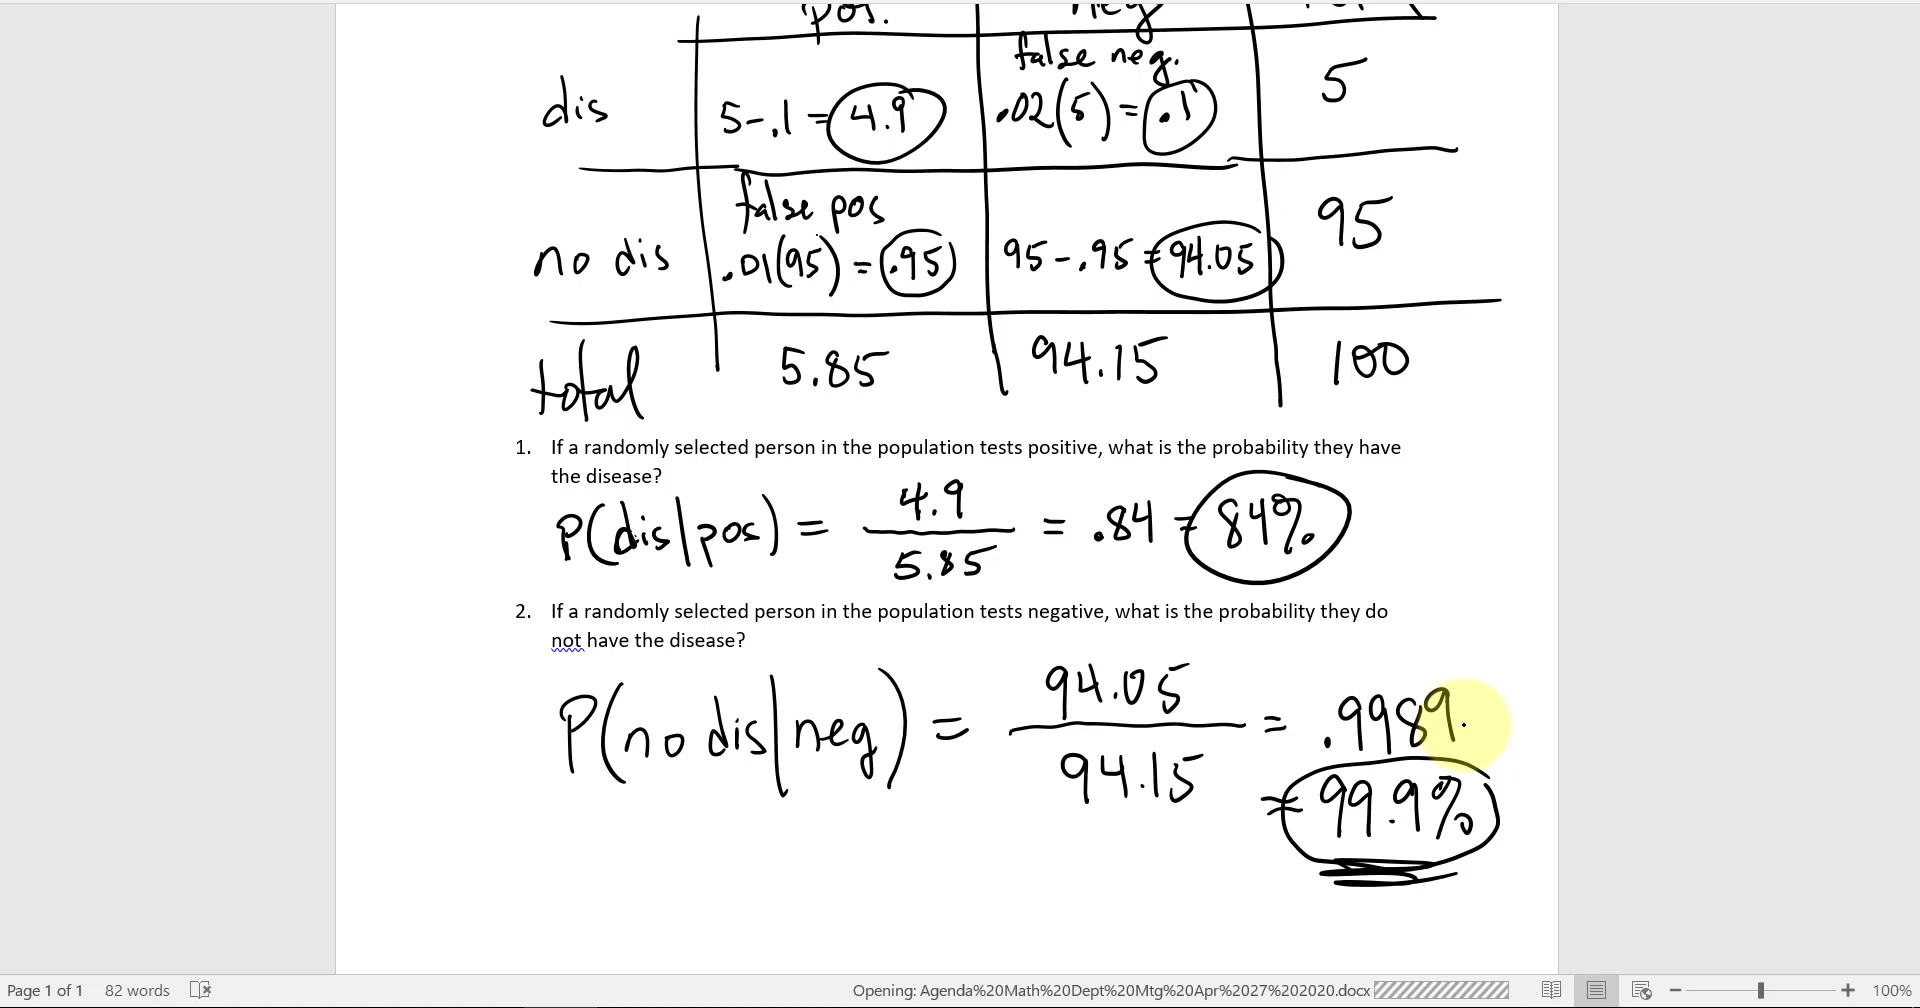 pos. neg
false neg.
dis 5-.1 = 4.9 .02(5) = .1 5
false pos
no dis .01(95) = .95 95-.95 = 94.05 95
total 5.85 94.15 100
1. If a randomly selected person in the population tests positive, what is the probability they have
the disease?
P(dis|pos) = 4.9 / 5.85 = .84 = 84%
2. If a randomly selected person in the population tests negative, what is the probability they do
not have the disease?
P(no dis|neg) = 94.05 / 94.15 = .9989.
= 99.9%
Page 1 of 1 82 words Opening: Agenda%20Math%20Dept%20Mtg%20Apr%2027%202020.docx 100%